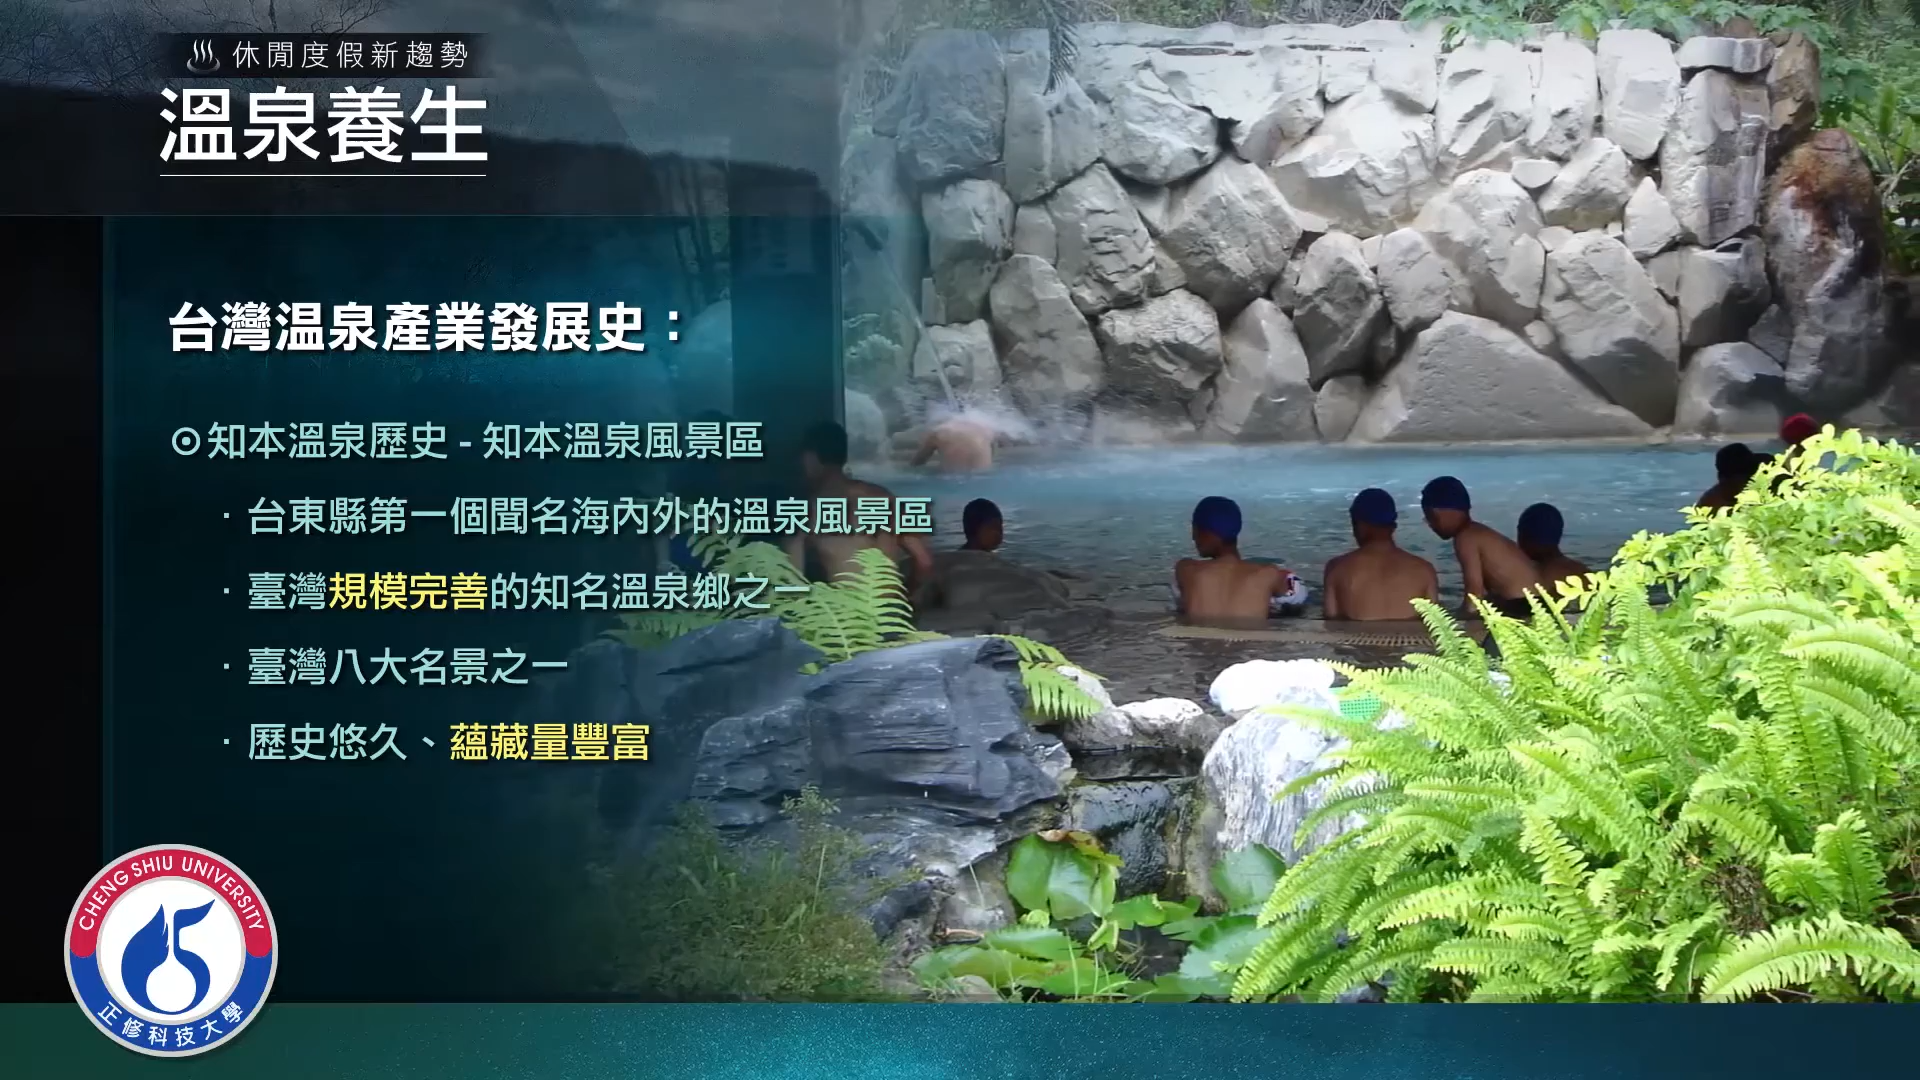 休閒度假新趨勢
溫泉養生
台灣温泉產業發展史：
⊙知本溫泉歷史 - 知本溫泉風景區
· 台東縣第一個聞名海內外的溫泉風景區
· 臺灣規模完善的知名溫泉鄉之一
· 臺灣八大名景之一
· 歷史悠久、蘊藏量豐富
CHENG SHIU UNIVERSITY
正修科技大學